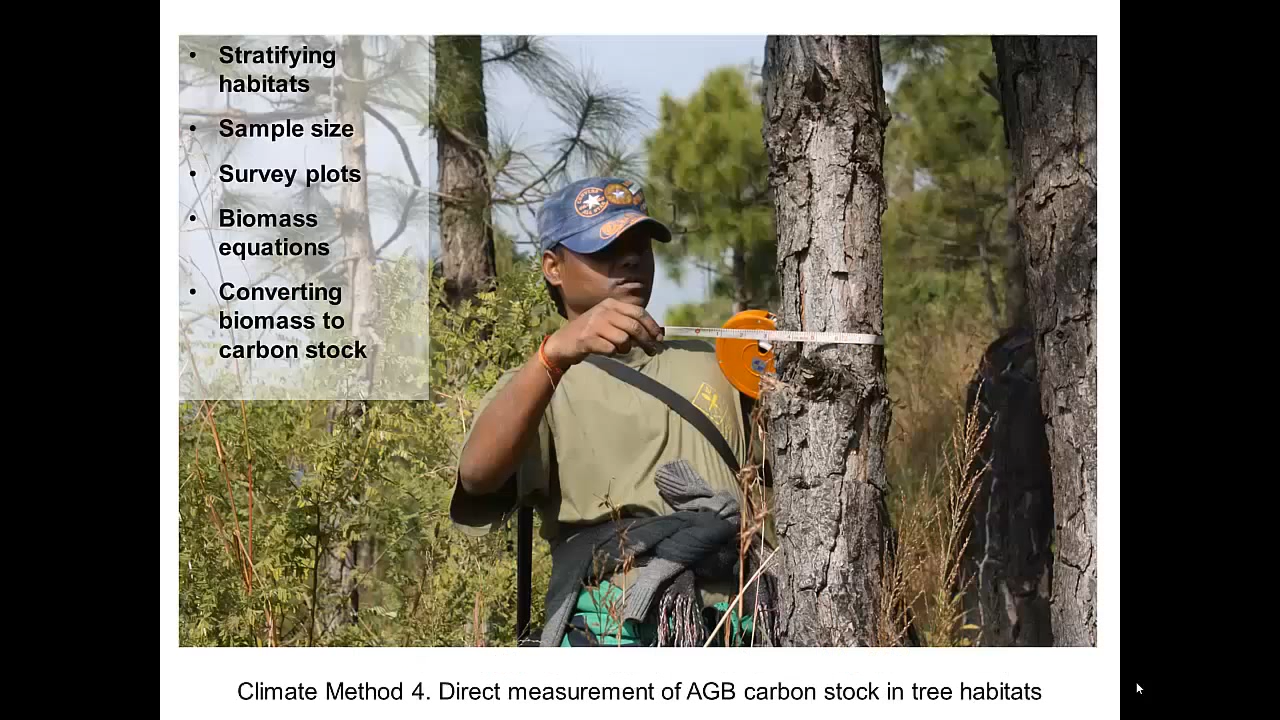 • Stratifying
habitats
• Sample size
• Survey plots
• Biomass
equations
• Converting
biomass to
carbon stock
Climate Method 4. Direct measurement of AGB carbon stock in tree habitats